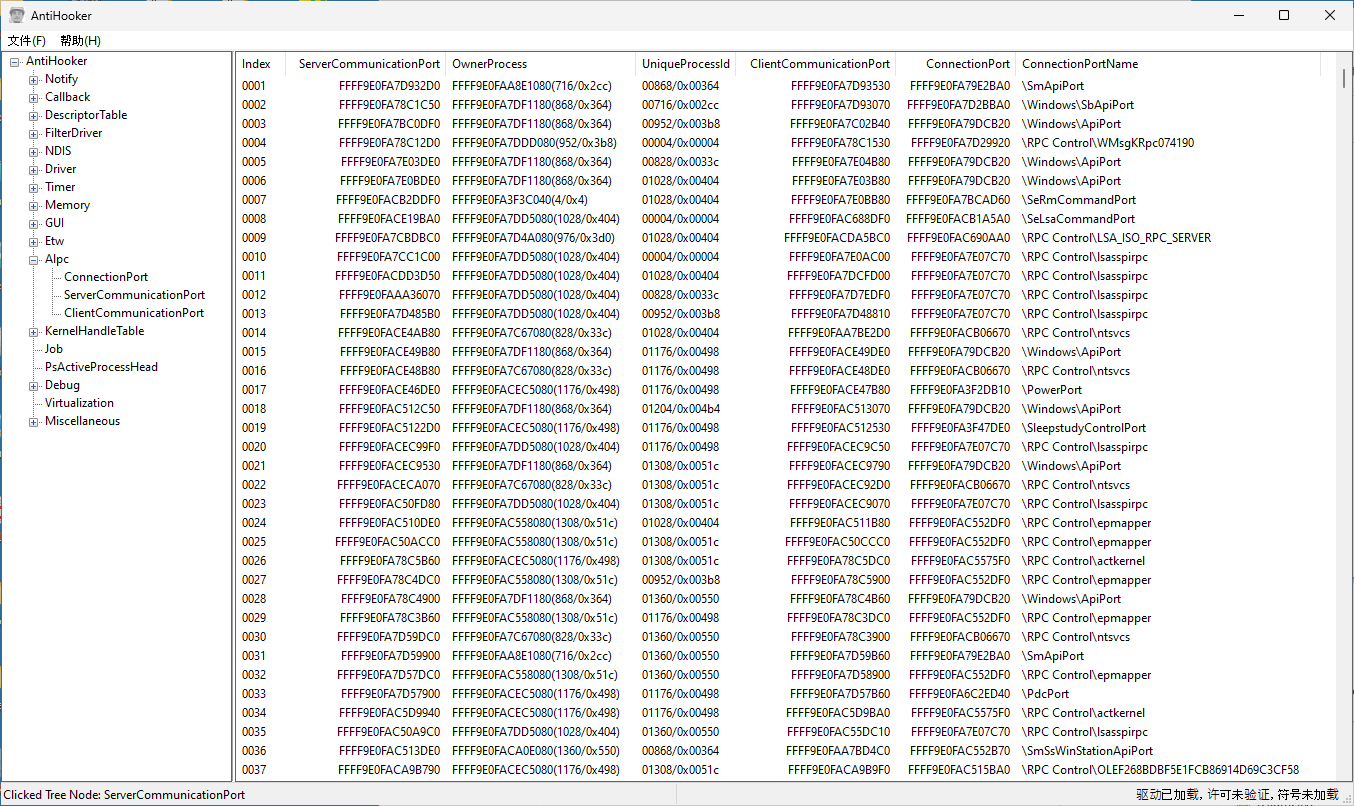 AntiHooker
文件(F) 帮助(H)
AntiHooker
Notify
Callback
DescriptorTable
FilterDriver
NDIS
Driver
Timer
Memory
GUI
Etw
Alpc
ConnectionPort
ServerCommunicationPort
ClientCommunicationPort
KernelHandleTable
Job
PsActiveProcessHead
Debug
Virtualization
Miscellaneous
Index ServerCommunicationPort OwnerProcess UniqueProcessId ClientCommunicationPort ConnectionPort ConnectionPortName
0001 FFFF9E0FA7D932D0 FFFF9E0FAA8E1080(716/0x2cc) 00868/0x00364 FFFF9E0FA7D93530 FFFF9E0FA79E2BA0 \SmApiPort
0002 FFFF9E0FA78C1C50 FFFF9E0FA7DF1180(868/0x364) 00716/0x002cc FFFF9E0FA7D93070 FFFF9E0FA7D2BBA0 \Windows\SbApiPort
0003 FFFF9E0FA7BC0DF0 FFFF9E0FA7DF1180(868/0x364) 00952/0x003b8 FFFF9E0FA7C02B40 FFFF9E0FA79DCB20 \Windows\ApiPort
0004 FFFF9E0FA78C12D0 FFFF9E0FA7DDD080(952/0x3b8) 00004/0x00004 FFFF9E0FA78C1530 FFFF9E0FA7D29920 \RPC Control\WMsgKRpc074190
0005 FFFF9E0FA7E03DE0 FFFF9E0FA7DF1180(868/0x364) 00828/0x0033c FFFF9E0FA7E04B80 FFFF9E0FA79DCB20 \Windows\ApiPort
0006 FFFF9E0FA7E0BDE0 FFFF9E0FA7DF1180(868/0x364) 01028/0x00404 FFFF9E0FA7E03B80 FFFF9E0FA79DCB20 \Windows\ApiPort
0007 FFFF9E0FACB2DDF0 FFFF9E0FA3F3C040(4/0x4) 01028/0x00404 FFFF9E0FA7E0BB80 FFFF9E0FA7BCAD60 \SeRmCommandPort
0008 FFFF9E0FACE19BA0 FFFF9E0FA7DD5080(1028/0x404) 00004/0x00004 FFFF9E0FAC688DF0 FFFF9E0FACB1A5A0 \SeLsaCommandPort
0009 FFFF9E0FA7CBDBC0 FFFF9E0FA7D4A080(976/0x3d0) 01028/0x00404 FFFF9E0FACDA5BC0 FFFF9E0FAC690AA0 \RPC Control\LSA_ISO_RPC_SERVER
0010 FFFF9E0FA7CC1C00 FFFF9E0FA7DD5080(1028/0x404) 00004/0x00004 FFFF9E0FA7E0AC00 FFFF9E0FA7E07C70 \RPC Control\lsasspirpc
0011 FFFF9E0FACDD3D50 FFFF9E0FA7DD5080(1028/0x404) 01028/0x00404 FFFF9E0FA7DCFD00 FFFF9E0FA7E07C70 \RPC Control\lsasspirpc
0012 FFFF9E0FAAA36070 FFFF9E0FA7DD5080(1028/0x404) 00828/0x0033c FFFF9E0FA7D7EDF0 FFFF9E0FA7E07C70 \RPC Control\lsasspirpc
0013 FFFF9E0FA7D485B0 FFFF9E0FA7DD5080(1028/0x404) 00952/0x003b8 FFFF9E0FA7D48810 FFFF9E0FA7E07C70 \RPC Control\lsasspirpc
0014 FFFF9E0FACE4AB80 FFFF9E0FA7C67080(828/0x33c) 01028/0x00404 FFFF9E0FAA7BE2D0 FFFF9E0FACB06670 \RPC Control\ntsvcs
0015 FFFF9E0FACE49B80 FFFF9E0FA7DF1180(868/0x364) 01176/0x00498 FFFF9E0FACE49DE0 FFFF9E0FA79DCB20 \Windows\ApiPort
0016 FFFF9E0FACE48B80 FFFF9E0FA7C67080(828/0x33c) 01176/0x00498 FFFF9E0FACE48DE0 FFFF9E0FACB06670 \RPC Control\ntsvcs
0017 FFFF9E0FACE46DE0 FFFF9E0FACEC5080(1176/0x498) 01176/0x00498 FFFF9E0FACE47B80 FFFF9E0FA3F2DB10 \PowerPort
0018 FFFF9E0FAC512C50 FFFF9E0FA7DF1180(868/0x364) 01204/0x004b4 FFFF9E0FAC513070 FFFF9E0FA79DCB20 \Windows\ApiPort
0019 FFFF9E0FAC5122D0 FFFF9E0FACEC5080(1176/0x498) 01176/0x00498 FFFF9E0FAC512530 FFFF9E0FA3F47DE0 \SleepstudyControlPort
0020 FFFF9E0FACEC99F0 FFFF9E0FA7DD5080(1028/0x404) 01176/0x00498 FFFF9E0FACEC9C50 FFFF9E0FA7E07C70 \RPC Control\lsasspirpc
0021 FFFF9E0FACEC9530 FFFF9E0FA7DF1180(868/0x364) 01308/0x0051c FFFF9E0FACEC9790 FFFF9E0FA79DCB20 \Windows\ApiPort
0022 FFFF9E0FACECA070 FFFF9E0FA7C67080(828/0x33c) 01308/0x0051c FFFF9E0FACEC92D0 FFFF9E0FACB06670 \RPC Control\ntsvcs
0023 FFFF9E0FAC50FD80 FFFF9E0FA7DD5080(1028/0x404) 01308/0x0051c FFFF9E0FACEC9070 FFFF9E0FA7E07C70 \RPC Control\lsasspirpc
0024 FFFF9E0FAC510DE0 FFFF9E0FAC558080(1308/0x51c) 01028/0x00404 FFFF9E0FAC511B80 FFFF9E0FAC552DF0 \RPC Control\epmapper
0025 FFFF9E0FAC50ACC0 FFFF9E0FAC558080(1308/0x51c) 01308/0x0051c FFFF9E0FAC50CCC0 FFFF9E0FAC552DF0 \RPC Control\epmapper
0026 FFFF9E0FA78C5B60 FFFF9E0FACEC5080(1176/0x498) 01308/0x0051c FFFF9E0FA78C5DC0 FFFF9E0FAC5575F0 \RPC Control\actkernel
0027 FFFF9E0FA78C4DC0 FFFF9E0FAC558080(1308/0x51c) 00952/0x003b8 FFFF9E0FA78C5900 FFFF9E0FAC552DF0 \RPC Control\epmapper
0028 FFFF9E0FA78C4900 FFFF9E0FA7DF1180(868/0x364) 01360/0x00550 FFFF9E0FA78C4B60 FFFF9E0FA79DCB20 \Windows\ApiPort
0029 FFFF9E0FA78C3B60 FFFF9E0FAC558080(1308/0x51c) 01176/0x00498 FFFF9E0FA78C3DC0 FFFF9E0FAC552DF0 \RPC Control\epmapper
0030 FFFF9E0FA7D59DC0 FFFF9E0FA7C67080(828/0x33c) 01360/0x00550 FFFF9E0FA78C3900 FFFF9E0FACB06670 \RPC Control\ntsvcs
0031 FFFF9E0FA7D59900 FFFF9E0FAA8E1080(716/0x2cc) 01360/0x00550 FFFF9E0FA7D59B60 FFFF9E0FA79E2BA0 \SmApiPort
0032 FFFF9E0FA7D57DC0 FFFF9E0FAC558080(1308/0x51c) 01360/0x00550 FFFF9E0FA7D58900 FFFF9E0FAC552DF0 \RPC Control\epmapper
0033 FFFF9E0FA7D57900 FFFF9E0FACEC5080(1176/0x498) 01176/0x00498 FFFF9E0FA7D57B60 FFFF9E0FA6C2ED40 \PdcPort
0034 FFFF9E0FAC5D9940 FFFF9E0FACEC5080(1176/0x498) 01176/0x00498 FFFF9E0FAC5D9BA0 FFFF9E0FAC5575F0 \RPC Control\actkernel
0035 FFFF9E0FAC50A9C0 FFFF9E0FA7DD5080(1028/0x404) 01360/0x00550 FFFF9E0FAC55DC10 FFFF9E0FA7E07C70 \RPC Control\lsasspirpc
0036 FFFF9E0FAC513DE0 FFFF9E0FACA0E080(1360/0x550) 00868/0x00364 FFFF9E0FAA7BD4C0 FFFF9E0FAC552B70 \SmSsWinStationApiPort
0037 FFFF9E0FACA9B790 FFFF9E0FACEC5080(1176/0x498) 01308/0x0051c FFFF9E0FACA9B9F0 FFFF9E0FAC515BA0 \RPC Control\OLEF268BDBF5E1FCB86914D69C3CF58
Clicked Tree Node: ServerCommunicationPort 驱动已加载, 许可未验证, 符号未加载